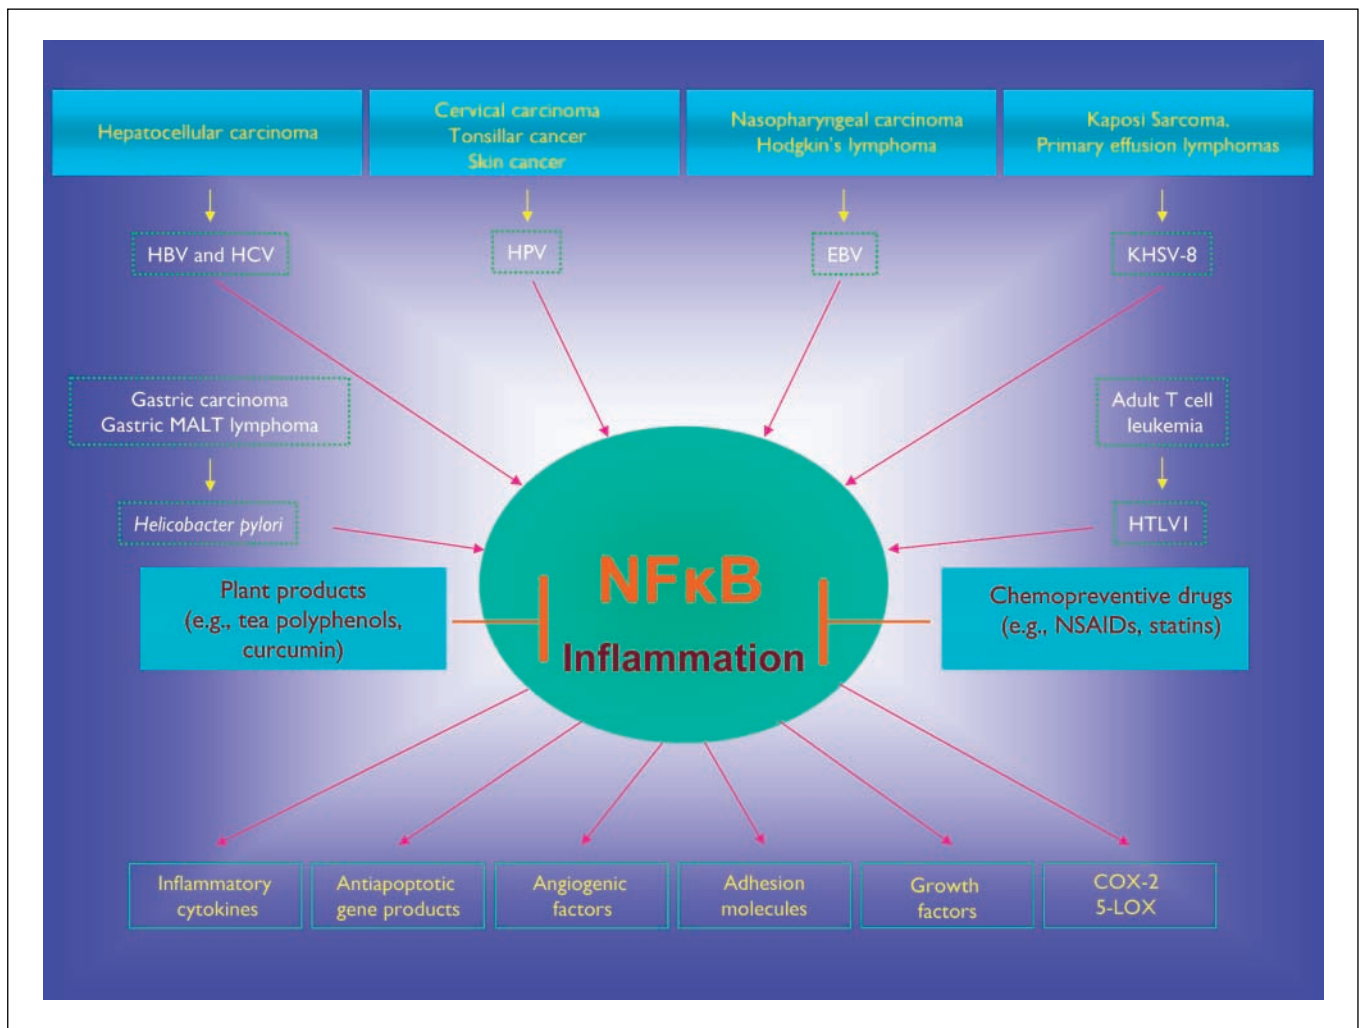 Hepatocellular carcinoma
Cervical carcinoma
Tonsillar cancer
Skin cancer
Nasopharyngeal carcinoma
Hodgkin's lymphoma
Kaposi Sarcoma,
Primary effusion lymphomas
HBV and HCV
HPV
EBV
KHSV-8
Gastric carcinoma
Gastric MALT lymphoma
Adult T cell
leukemia
Helicobacter pylori
HTLV1
Plant products
(e.g., tea polyphenols,
curcumin)
NFκB
Inflammation
Chemopreventive drugs
(e.g., NSAIDs, statins)
Inflammatory
cytokines
Antiapoptotic
gene products
Angiogenic
factors
Adhesion
molecules
Growth
factors
COX-2
5-LOX